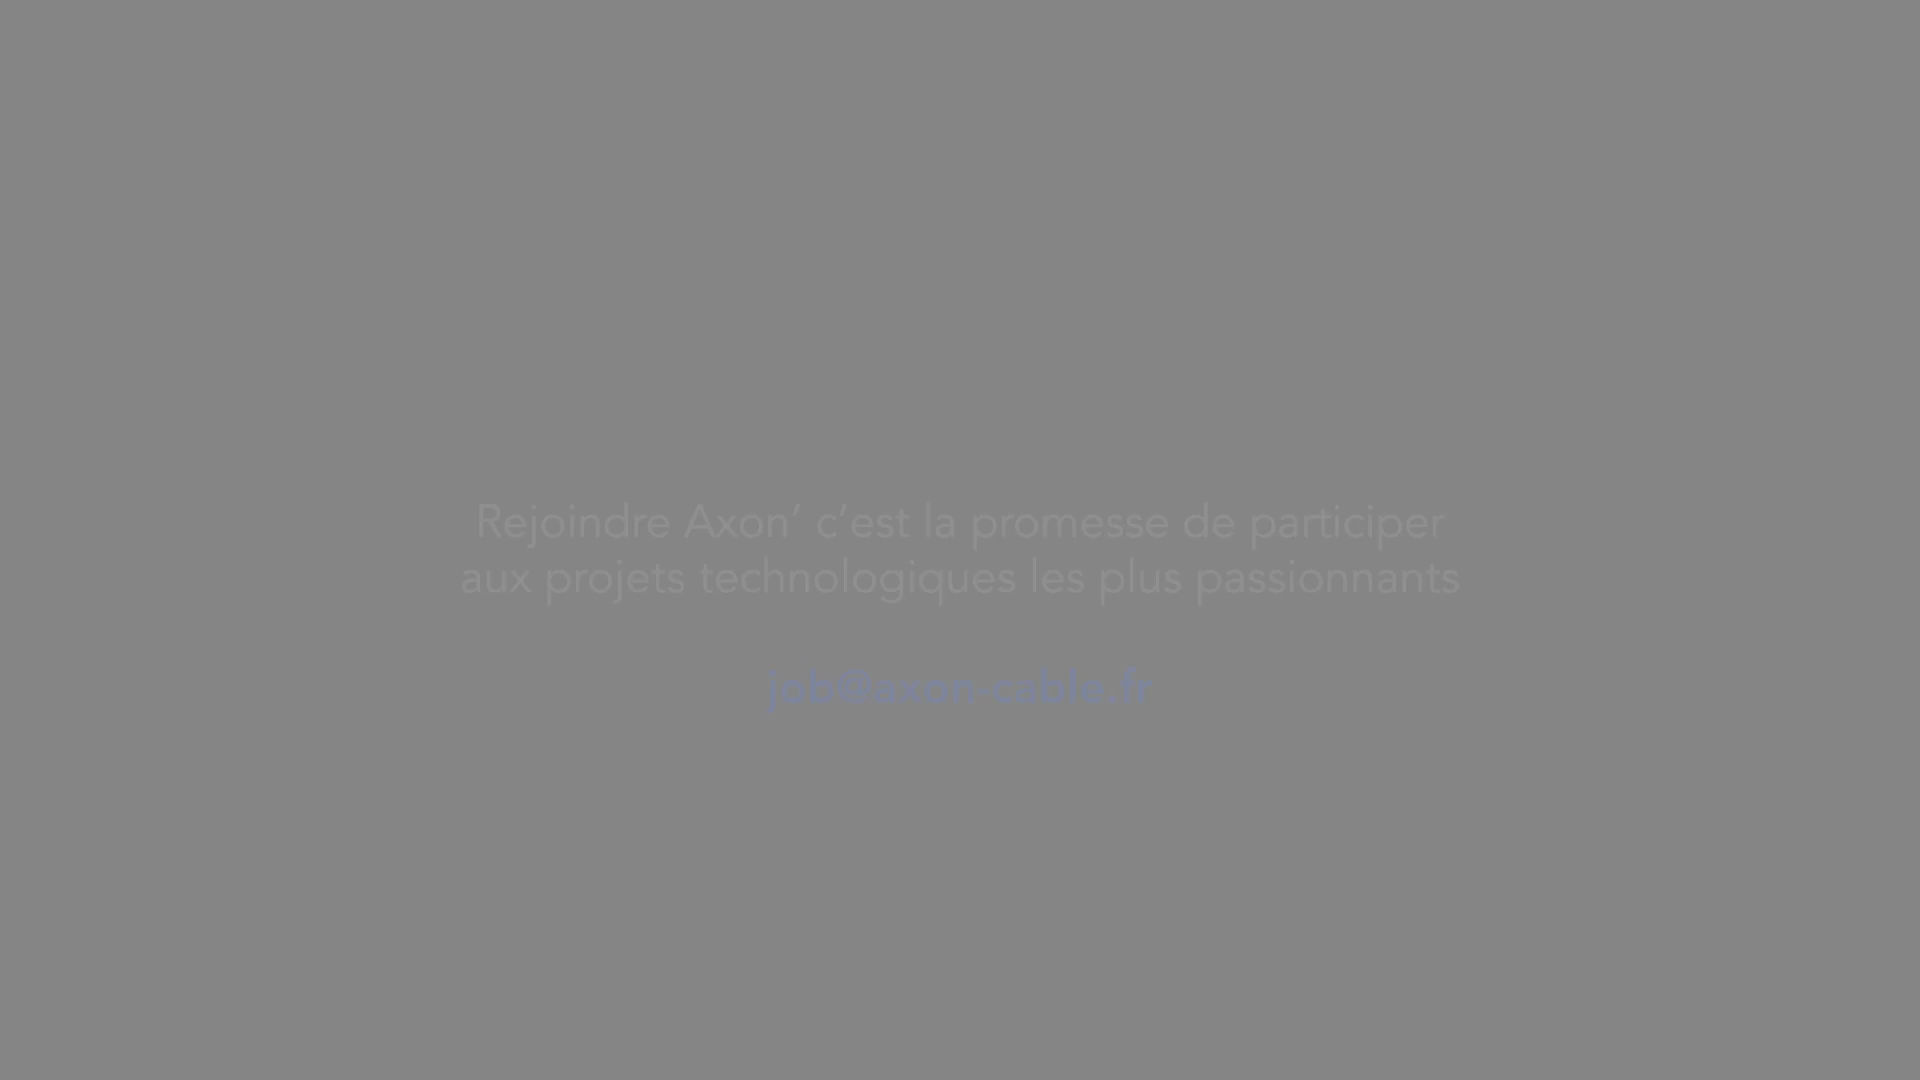 Rejoindre Axon’ c’est la promesse de participer
aux projets technologiques les plus passionnants
job@axon-cable.fr